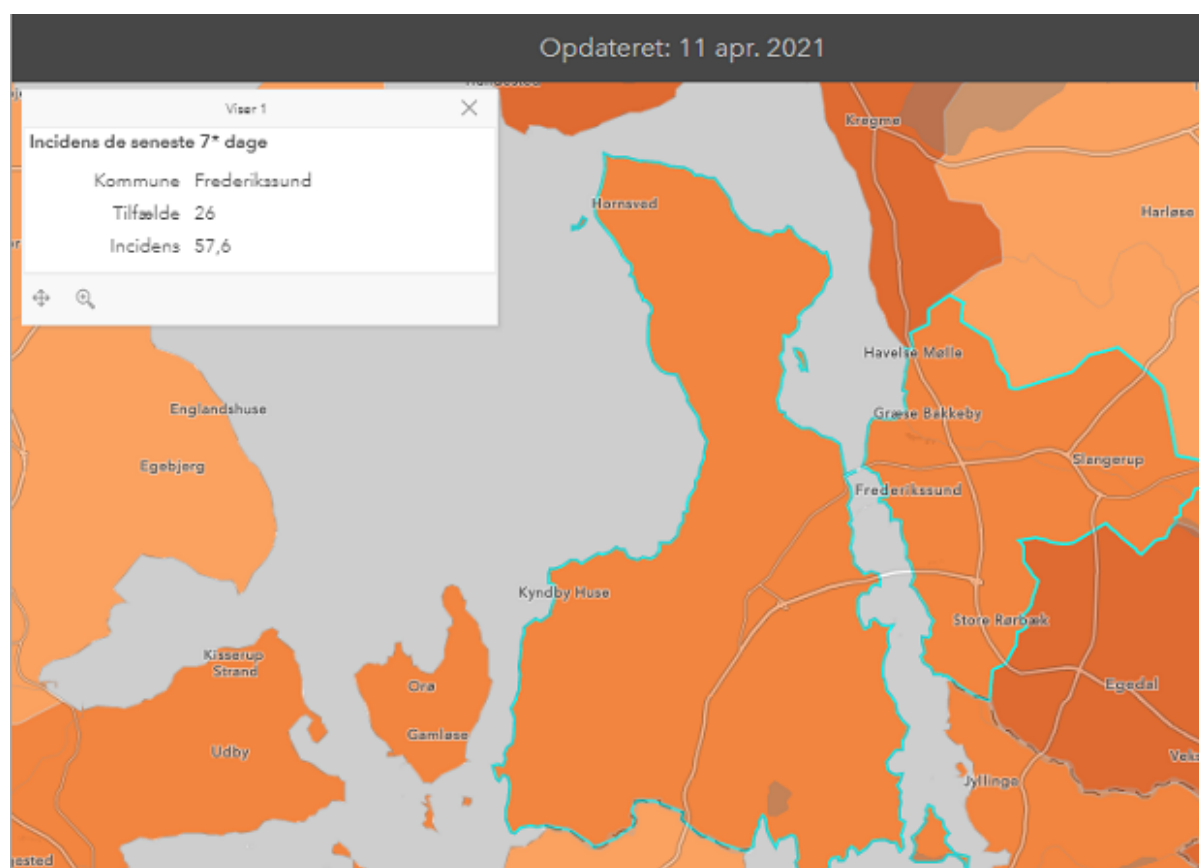 Opdateret: 11 apr. 2021
Viser 1
Incidens de seneste 7* dage
Kommune Frederikssund
Tilfælde 26
Incidens 57,6
Kregme
Hornsved
Harløse
Havelse Mølle
Englandshuse
Græse Bakkeby
Egebjerg
Slangerup
Frederikssund
Kyndby Huse
Store Rørbæk
Kisserup
Strand
Orø
Egedal
Gamløse
Udby
Jyllinge